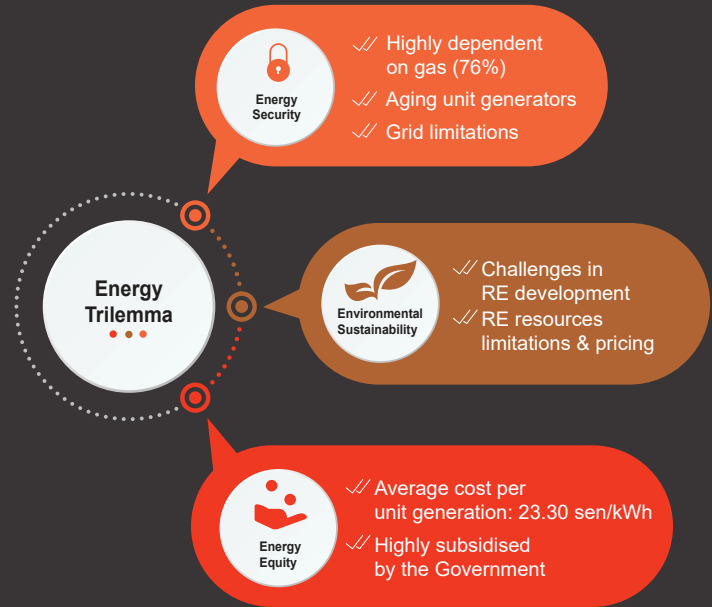 Energy
Security
Highly dependent
on gas (76%)
Aging unit generators
Grid limitations
Energy
Trilemma
Environmental
Sustainability
Challenges in
RE development
RE resources
limitations & pricing
Energy
Equity
Average cost per
unit generation: 23.30 sen/kWh
Highly subsidised
by the Government